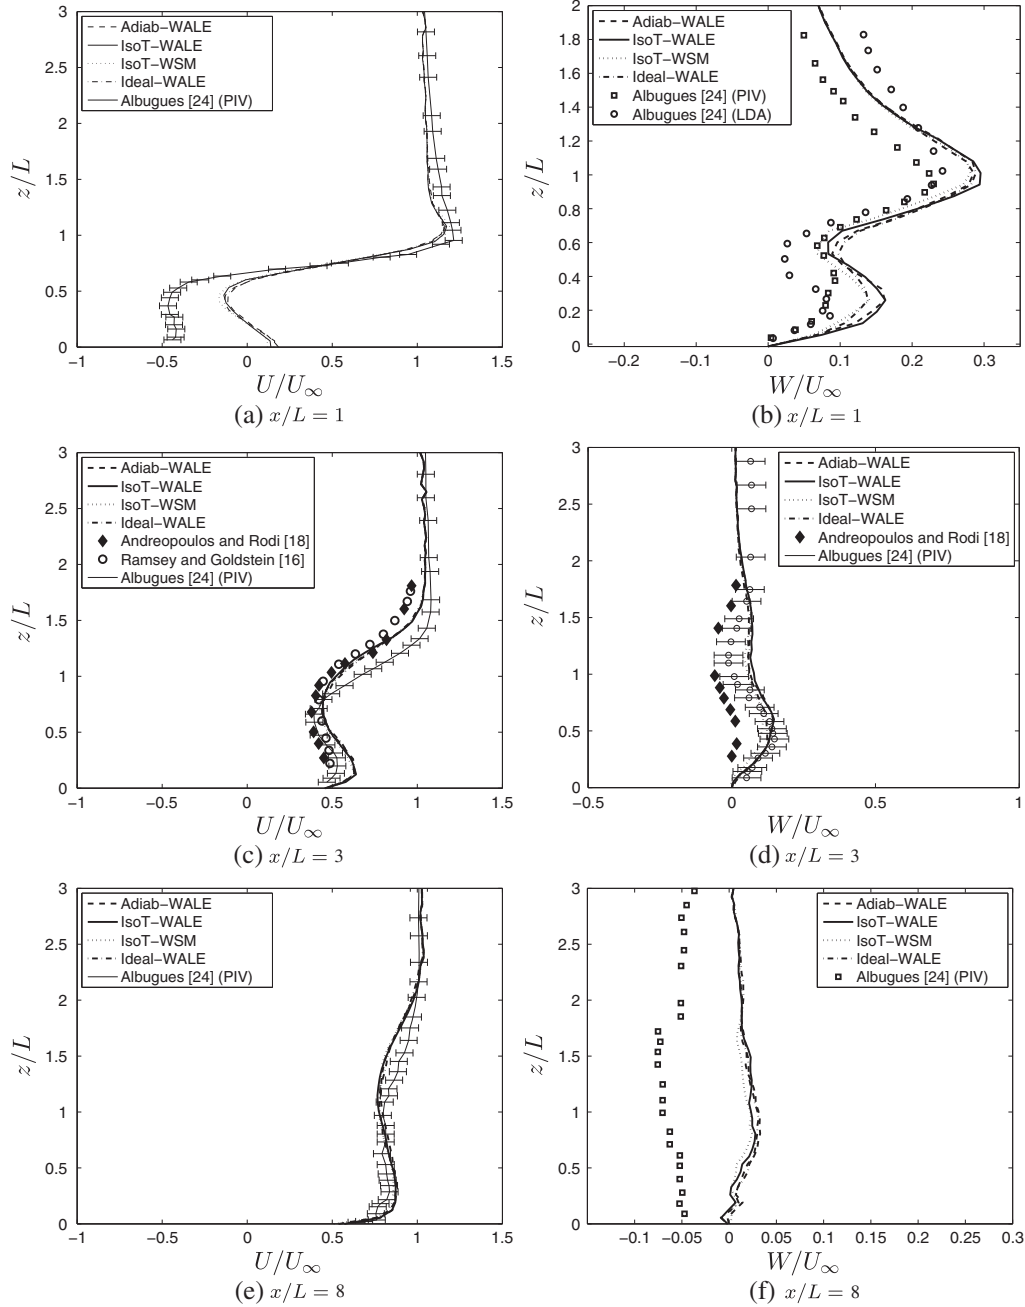 3
2.5
2
1.5
1
0.5
0
−1
−0.5
0
0.5
1
1.5
z/L
U/U∞
Adiab−WALE
IsoT−WALE
IsoT−WSM
Ideal−WALE
Albugues [24] (PIV)
(a) x/L = 1
2
1.8
1.6
1.4
1.2
1
0.8
0.6
0.4
0.2
0
−0.2
−0.1
0
0.1
0.2
0.3
z/L
W/U∞
Adiab−WALE
IsoT−WALE
IsoT−WSM
Ideal−WALE
Albugues [24] (PIV)
Albugues [24] (LDA)
(b) x/L = 1
3
2.5
2
1.5
1
0.5
0
−1
−0.5
0
0.5
1
1.5
z/L
U/U∞
Adiab−WALE
IsoT−WALE
IsoT−WSM
Ideal−WALE
Andreopoulos and Rodi [18]
Ramsey and Goldstein [16]
Albugues [24] (PIV)
(c) x/L = 3
3
2.5
2
1.5
1
0.5
0
−0.5
0
0.5
1
z/L
W/U∞
Adiab−WALE
IsoT−WALE
IsoT−WSM
Ideal−WALE
Andreopoulos and Rodi [18]
Albugues [24] (PIV)
(d) x/L = 3
3
2.5
2
1.5
1
0.5
0
−1
−0.5
0
0.5
1
1.5
z/L
U/U∞
Adiab−WALE
IsoT−WALE
IsoT−WSM
Ideal−WALE
Albugues [24] (PIV)
(e) x/L = 8
3
2.5
2
1.5
1
0.5
0
−0.1
−0.05
0
0.05
0.1
0.15
0.2
0.25
0.3
z/L
W/U∞
Adiab−WALE
IsoT−WALE
IsoT−WSM
Ideal−WALE
Albugues [24] (PIV)
(f) x/L = 8